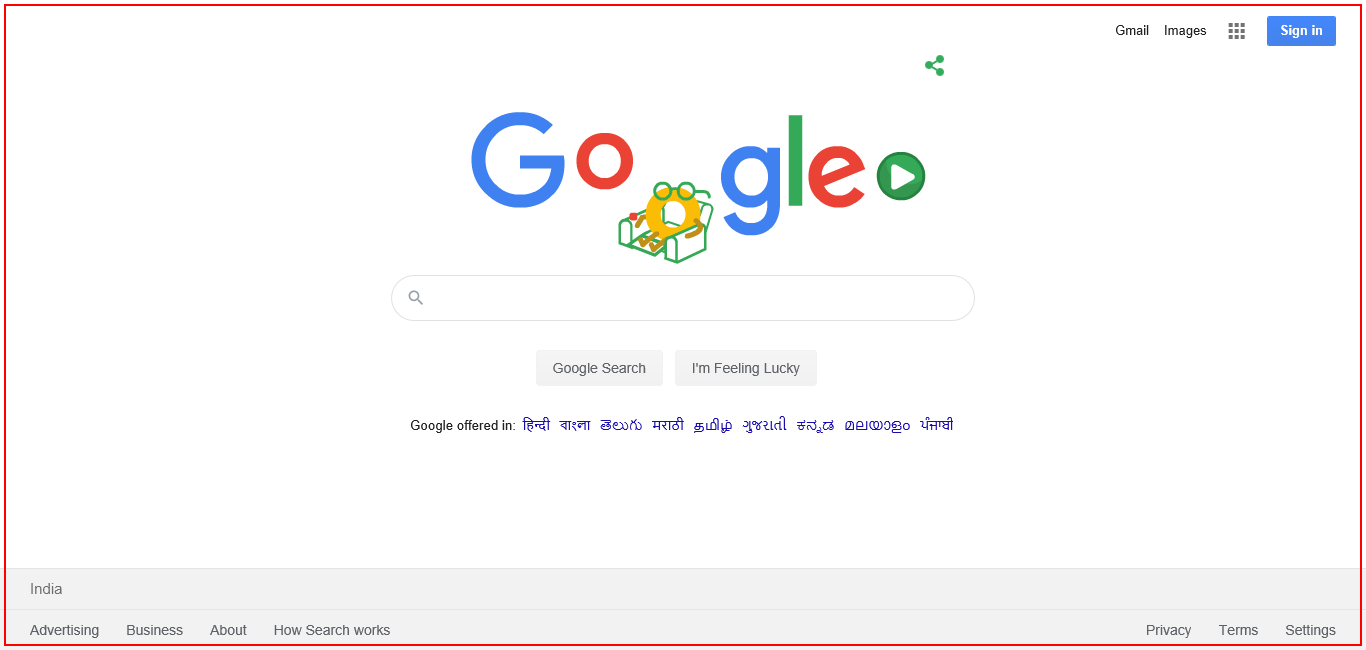 Gmail Images Sign in
Google
Google Search I'm Feeling Lucky
Google offered in: हिन्दी বাংলা తెలుగు मराठी தமிழ் ગુજરાતી ಕನ್ನಡ മലയാളം ਪੰਜਾਬੀ
India
Advertising Business About How Search works Privacy Terms Settings